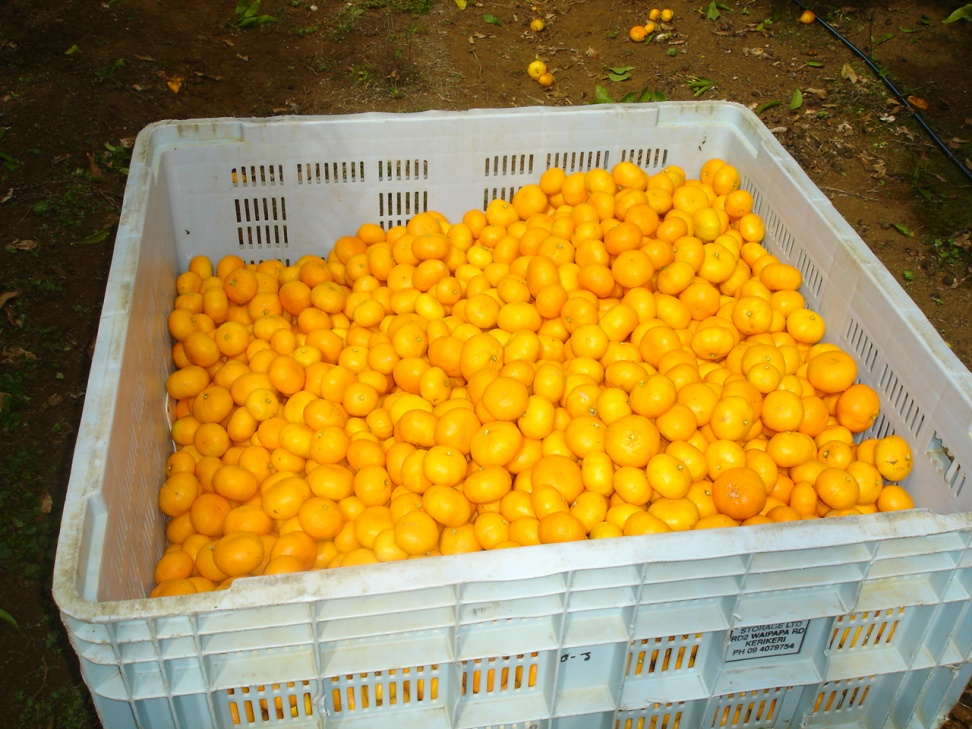 STORAGE LTD
RD2 WAIPAPA RD
KERIKERI
PH 09 4079754